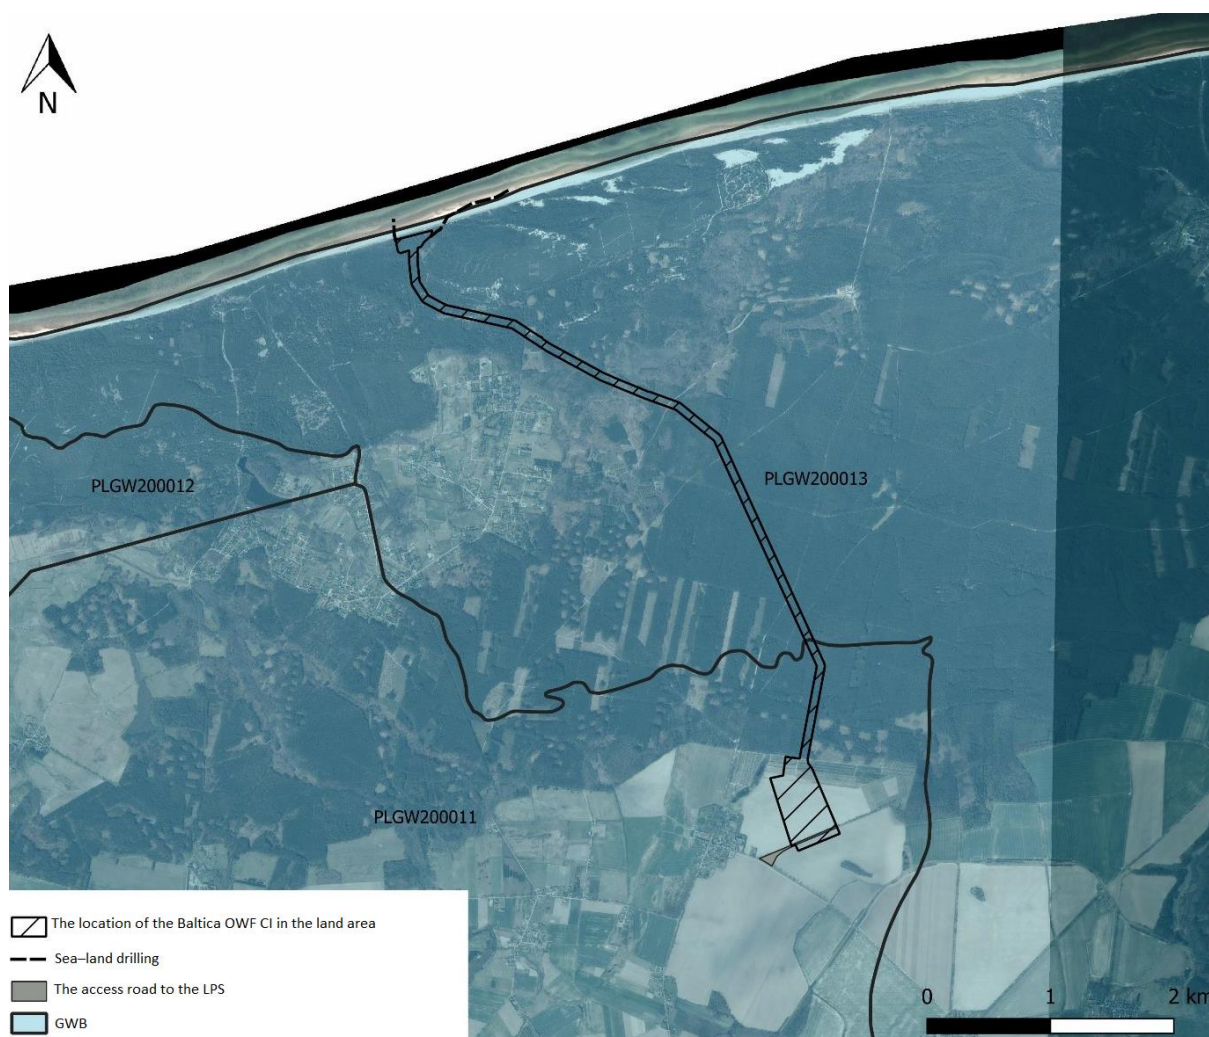 N
PLGW200012
PLGW200013
PLGW200011
The location of the Baltica OWF CI in the land area
Sea–land drilling
The access road to the LPS
GWB
0 1 2 km